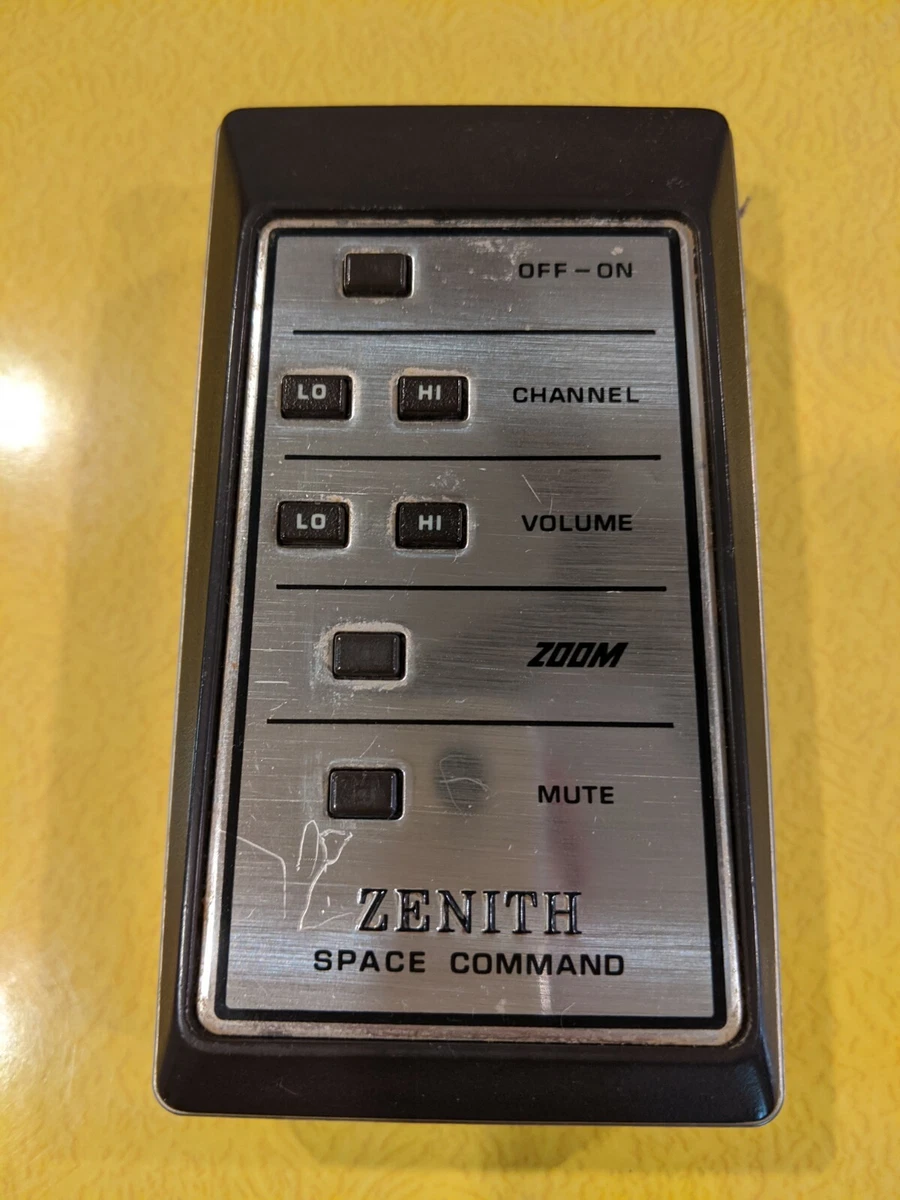 OFF – ON
LO HI CHANNEL
LO HI VOLUME
ZOOM
MUTE
ZENITH
SPACE COMMAND